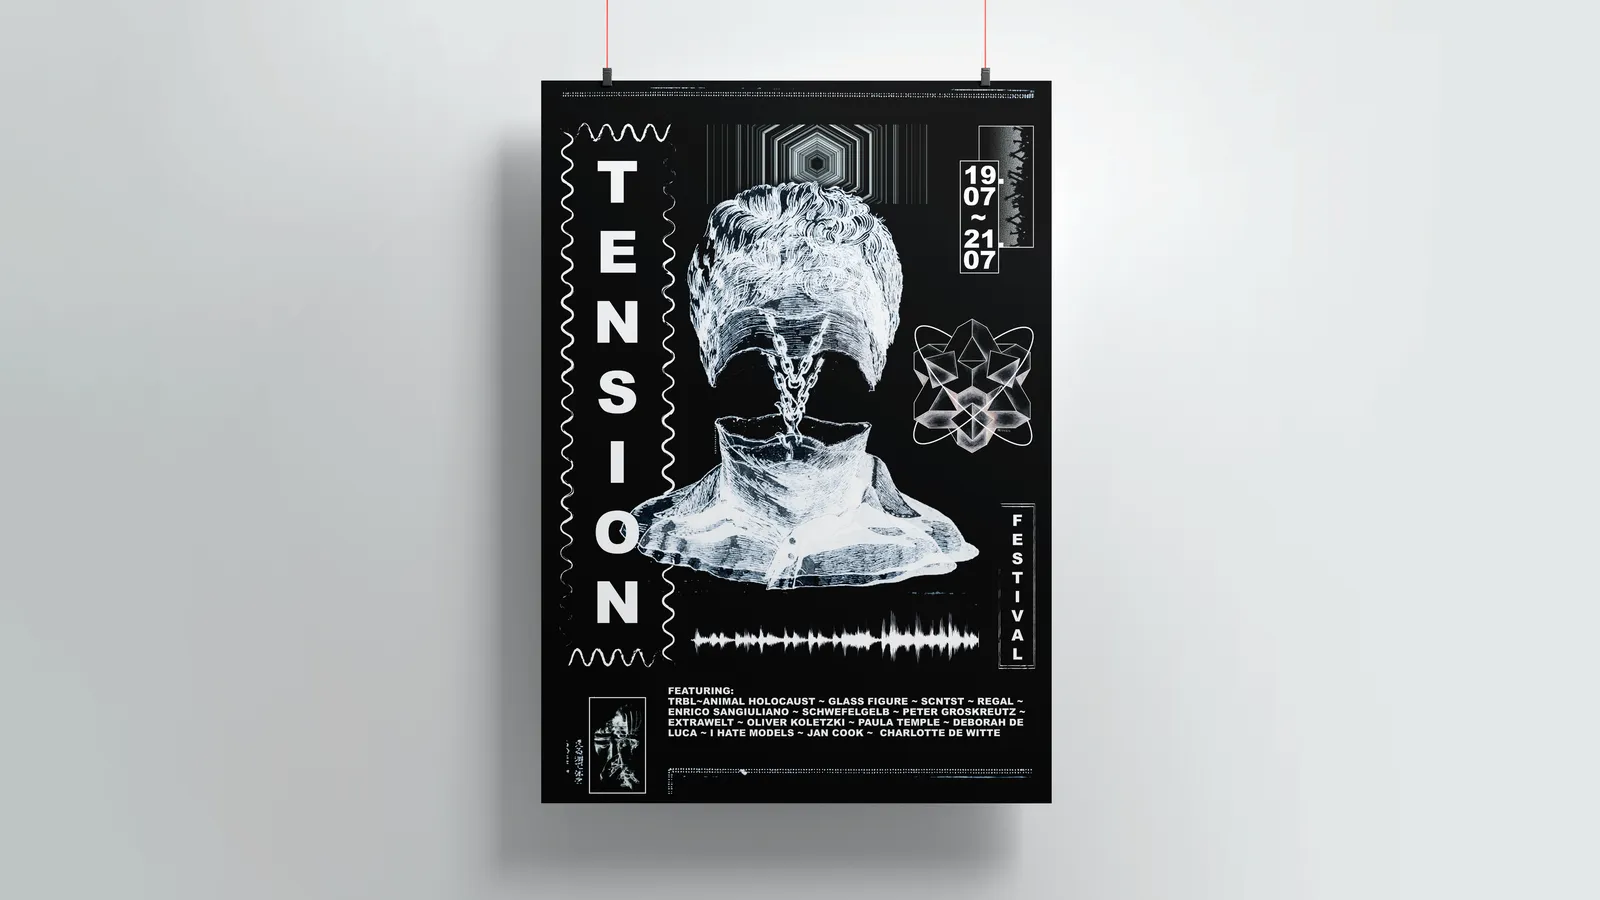 TENSION
19.
07
~
21.
07
FESTIVAL
FEATURING:
TRBL~ANIMAL HOLOCAUST ~ GLASS FIGURE ~ SCNTST ~ REGAL ~
ENRICO SANGIULIANO ~ SCHWEFELGELB ~ PETER GROSKREUTZ ~
EXTRAWELT ~ OLIVER KOLETZKI ~ PAULA TEMPLE ~ DEBORAH DE
LUCA ~ I HATE MODELS ~ JAN COOK ~ CHARLOTTE DE WITTE